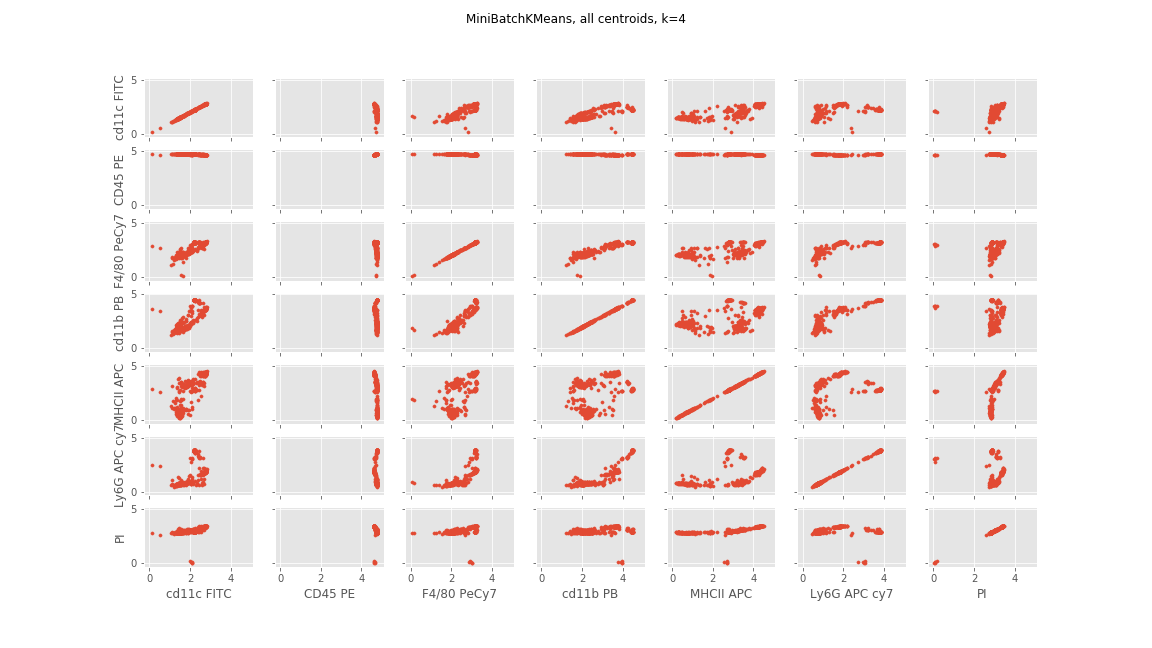 MiniBatchKMeans, all centroids, k=4
cd11c FITC
5
0
CD45 PE
5
0
F4/80 PeCy7
5
0
cd11b PB
5
0
MHCII APC
5
0
Ly6G APC cy7
5
0
PI
5
0
0 2 4 0 2 4 0 2 4 0 2 4 0 2 4 0 2 4 0 2 4
cd11c FITC CD45 PE F4/80 PeCy7 cd11b PB MHCII APC Ly6G APC cy7 PI